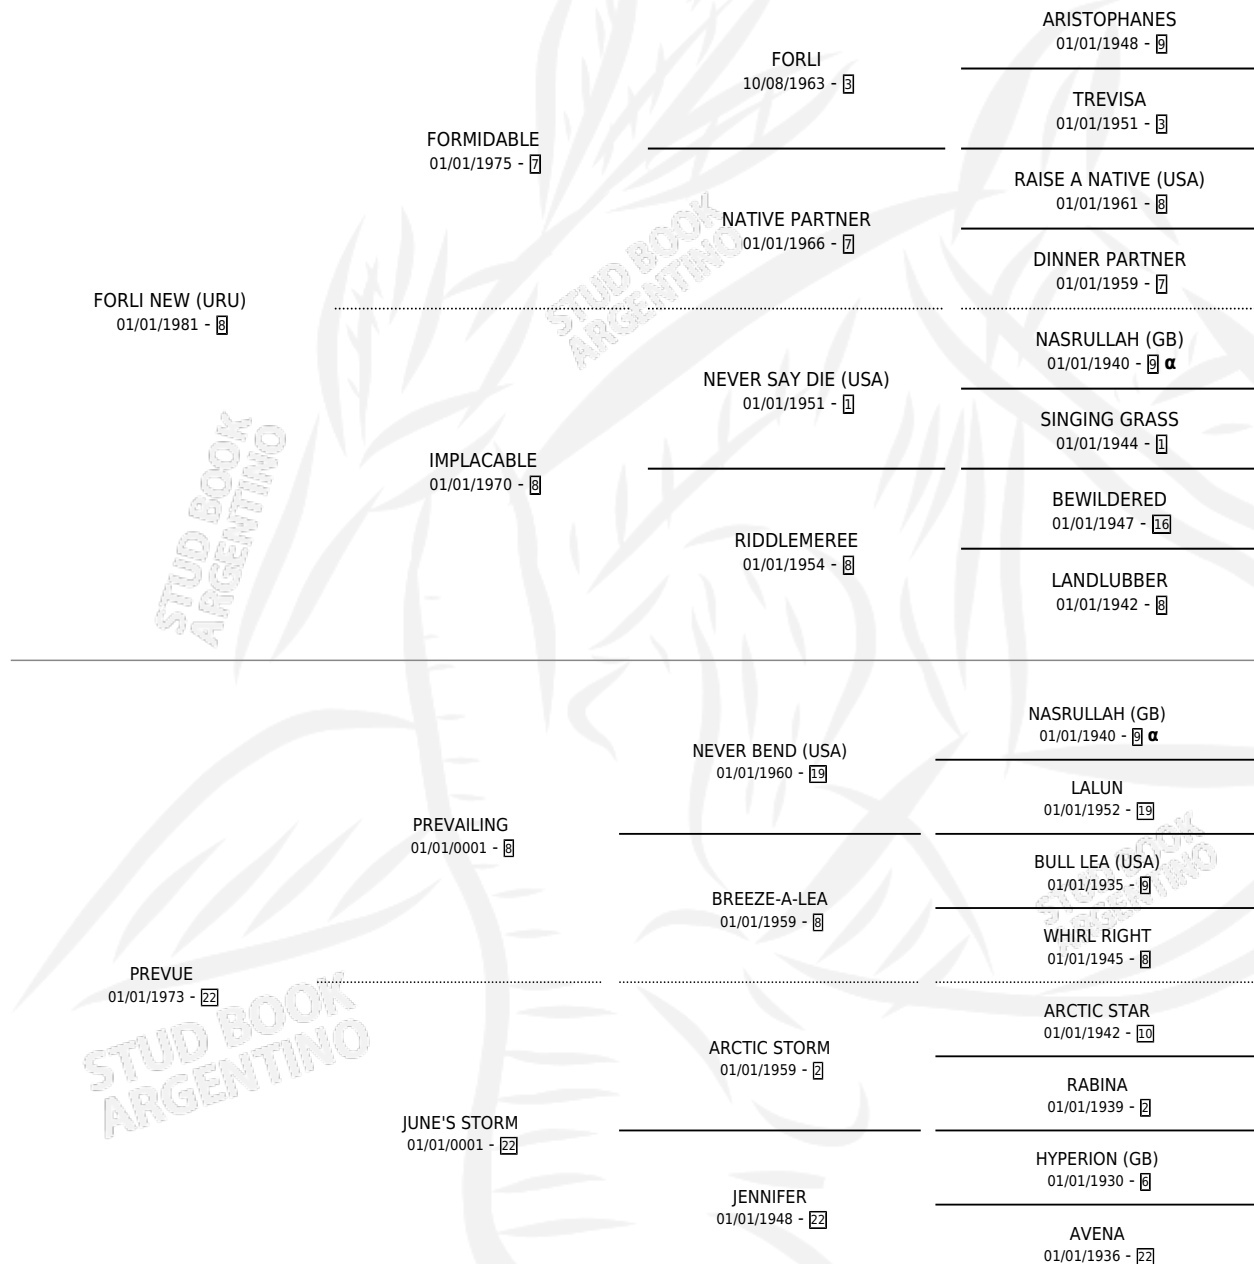 FORLI NEW (URU)
01/01/1981 - 8
FORMIDABLE
01/01/1975 - 7
FORLI
10/08/1963 - 3
ARISTOPHANES
01/01/1948 - 9
TREVISA
01/01/1951 - 3
NATIVE PARTNER
01/01/1966 - 7
RAISE A NATIVE (USA)
01/01/1961 - 8
DINNER PARTNER
01/01/1959 - 7
IMPLACABLE
01/01/1970 - 8
NEVER SAY DIE (USA)
01/01/1951 - 1
NASRULLAH (GB)
01/01/1940 - 9 α
SINGING GRASS
01/01/1944 - 1
RIDDLEMEREE
01/01/1954 - 8
BEWILDERED
01/01/1947 - 16
LANDLUBBER
01/01/1942 - 8
PREVUE
01/01/1973 - 22
PREVAILING
01/01/0001 - 8
NEVER BEND (USA)
01/01/1960 - 19
NASRULLAH (GB)
01/01/1940 - 9 α
LALUN
01/01/1952 - 19
BREEZE-A-LEA
01/01/1959 - 8
BULL LEA (USA)
01/01/1935 - 9
WHIRL RIGHT
01/01/1945 - 8
JUNE'S STORM
01/01/0001 - 22
ARCTIC STORM
01/01/1959 - 2
ARCTIC STAR
01/01/1942 - 10
RABINA
01/01/1939 - 2
JENNIFER
01/01/1948 - 22
HYPERION (GB)
01/01/1930 - 6
AVENA
01/01/1936 - 22
STUD BOOK
ARGENTINO
STUD BOOK
ARGENTINO
STUD BOOK
ARGENTINO
STUD BOOK
ARGENTINO